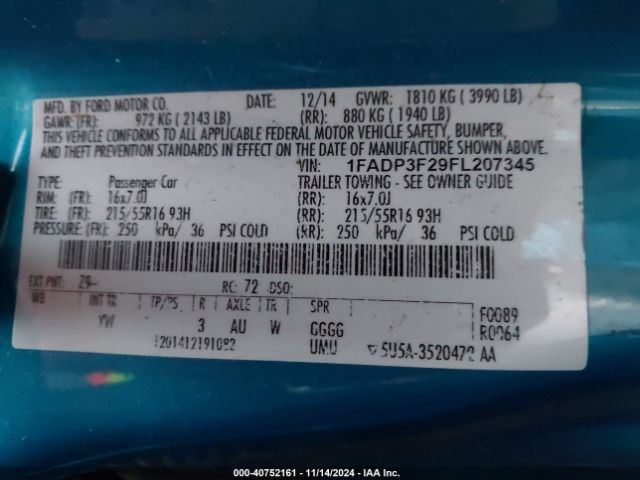 MFD. BY FORD MOTOR CO. DATE: 12/14 GVWR: T810 KG ( 3990 LB)
GAWR: (FR): 972 KG ( 2143 LB) (RR): 880 KG ( 1940 LB)
THIS VEHICLE CONFORMS TO ALL APPLICABLE FEDERAL MOTOR VEHICLE SAFETY, BUMPER,
AND THEFT PREVENTION STANDARDS IN EFFECT ON THE DATE OF MANUFACTURE SHOWN ABOVE.
VIN: 1FADP3F29FL207345
TYPE: Passenger Car TRAILER TOWING - SEE OWNER GUIDE
RIM: (FR): 16x7.0J (RR): 16x7.0J
TIRE: (FR): 215/55R16 93H (RR): 215/55R16 93H
PRESSURE: (FR): 250 kPa/ 36 PSI COLD (RR): 250 kPa/ 36 PSI COLD
EXT PNT: Z9 RC: 72 DSO:
WB INT TR TP/PS R AXLE TR SPR F0089
YW 3 AU W GGGG R0064
201412191082 UMU 5U5A-3520472 AA
000-40752161 - 11/14/2024 - IAA Inc.